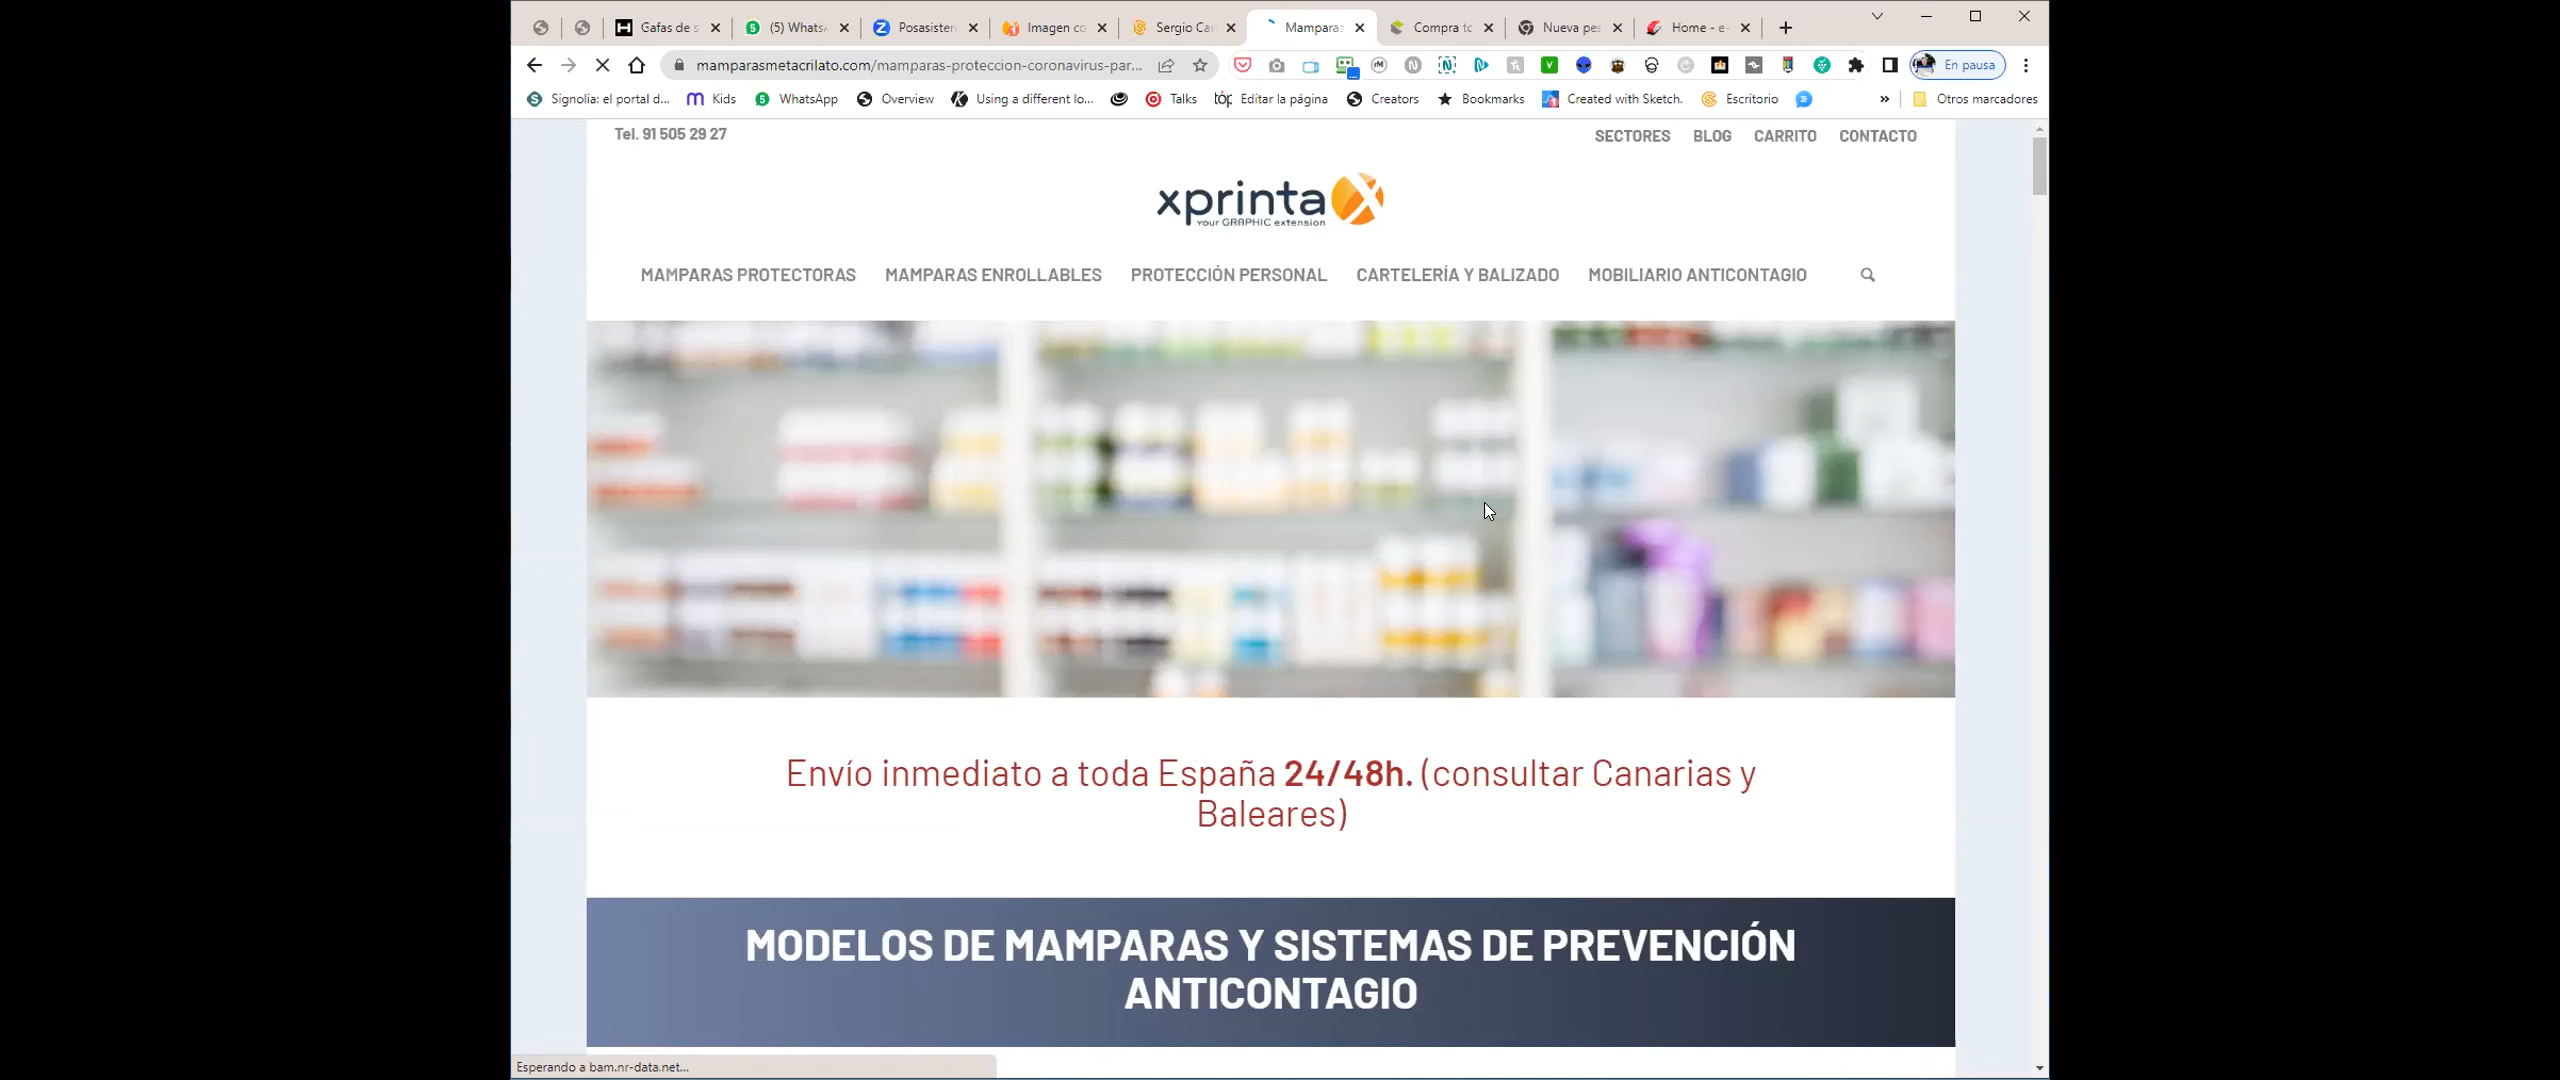 Gafas de s
(5) Whats
Posasisten
Imagen co
Sergio Car
Mamparas
Compra to
Nueva pes
Home - e-
mamparasmetacrilato.com/mamparas-proteccion-coronavirus-par...
En pausa
Signolia: el portal d...
Kids
WhatsApp
Overview
Using a different lo...
Talks
Editar la página
Creators
Bookmarks
Created with Sketch.
Escritorio
»
Otros marcadores
Tel. 91 505 29 27
SECTORES BLOG CARRITO CONTACTO
xprinta
your GRAPHIC extension
MAMPARAS PROTECTORAS MAMPARAS ENROLLABLES PROTECCIÓN PERSONAL CARTELERÍA Y BALIZADO MOBILIARIO ANTICONTAGIO
Envío inmediato a toda España 24/48h. (consultar Canarias y
Baleares)
MODELOS DE MAMPARAS Y SISTEMAS DE PREVENCIÓN
ANTICONTAGIO
Esperando a bam.nr-data.net...